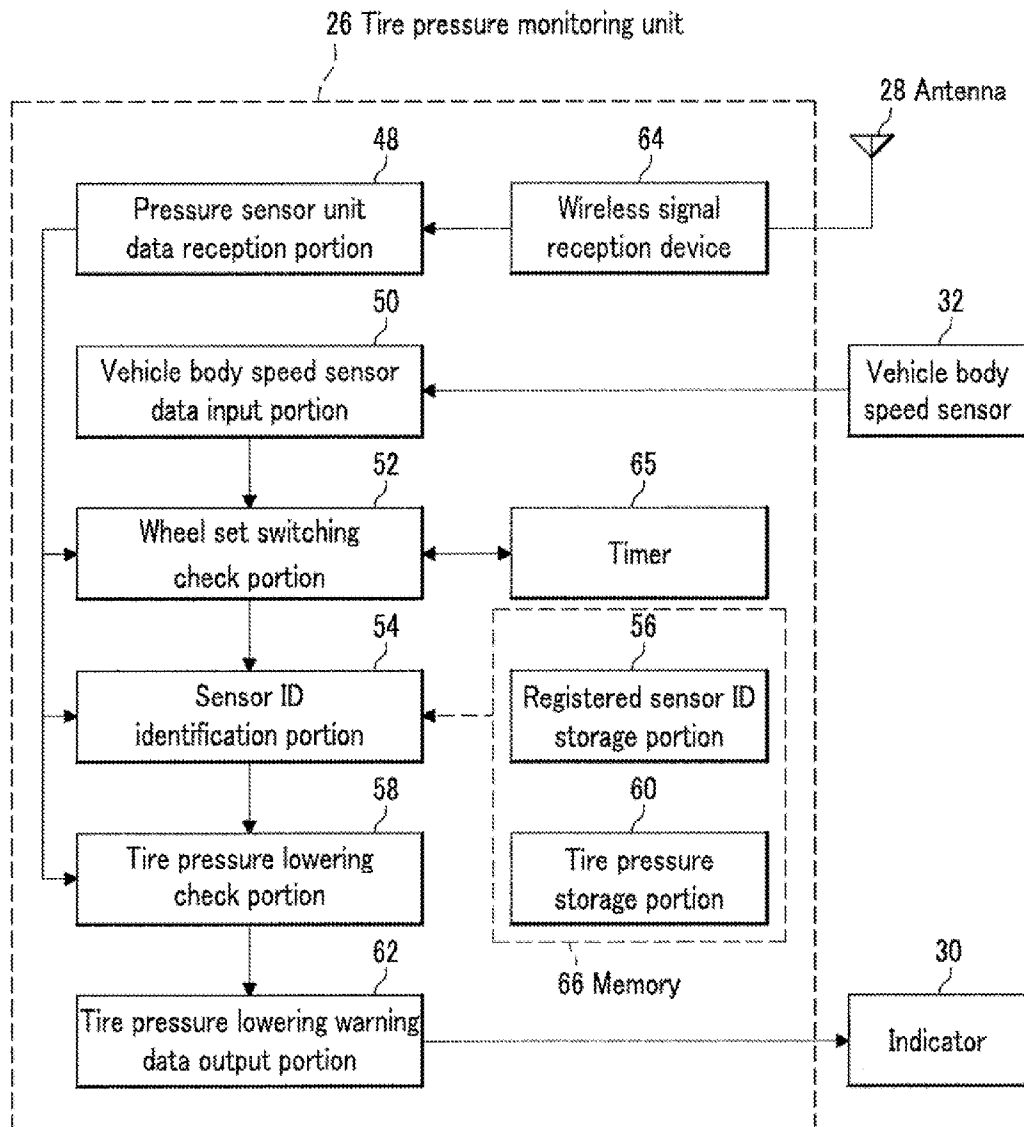 26 Tire pressure monitoring unit
28 Antenna
48
Pressure sensor unit
data reception portion
64
Wireless signal
reception device
50
Vehicle body speed sensor
data input portion
32
Vehicle body
speed sensor
52
Wheel set switching
check portion
65
Timer
54
Sensor ID
identification portion
56
Registered sensor ID
storage portion
58
Tire pressure lowering
check portion
60
Tire pressure
storage portion
66 Memory
62
Tire pressure lowering warning
data output portion
30
Indicator